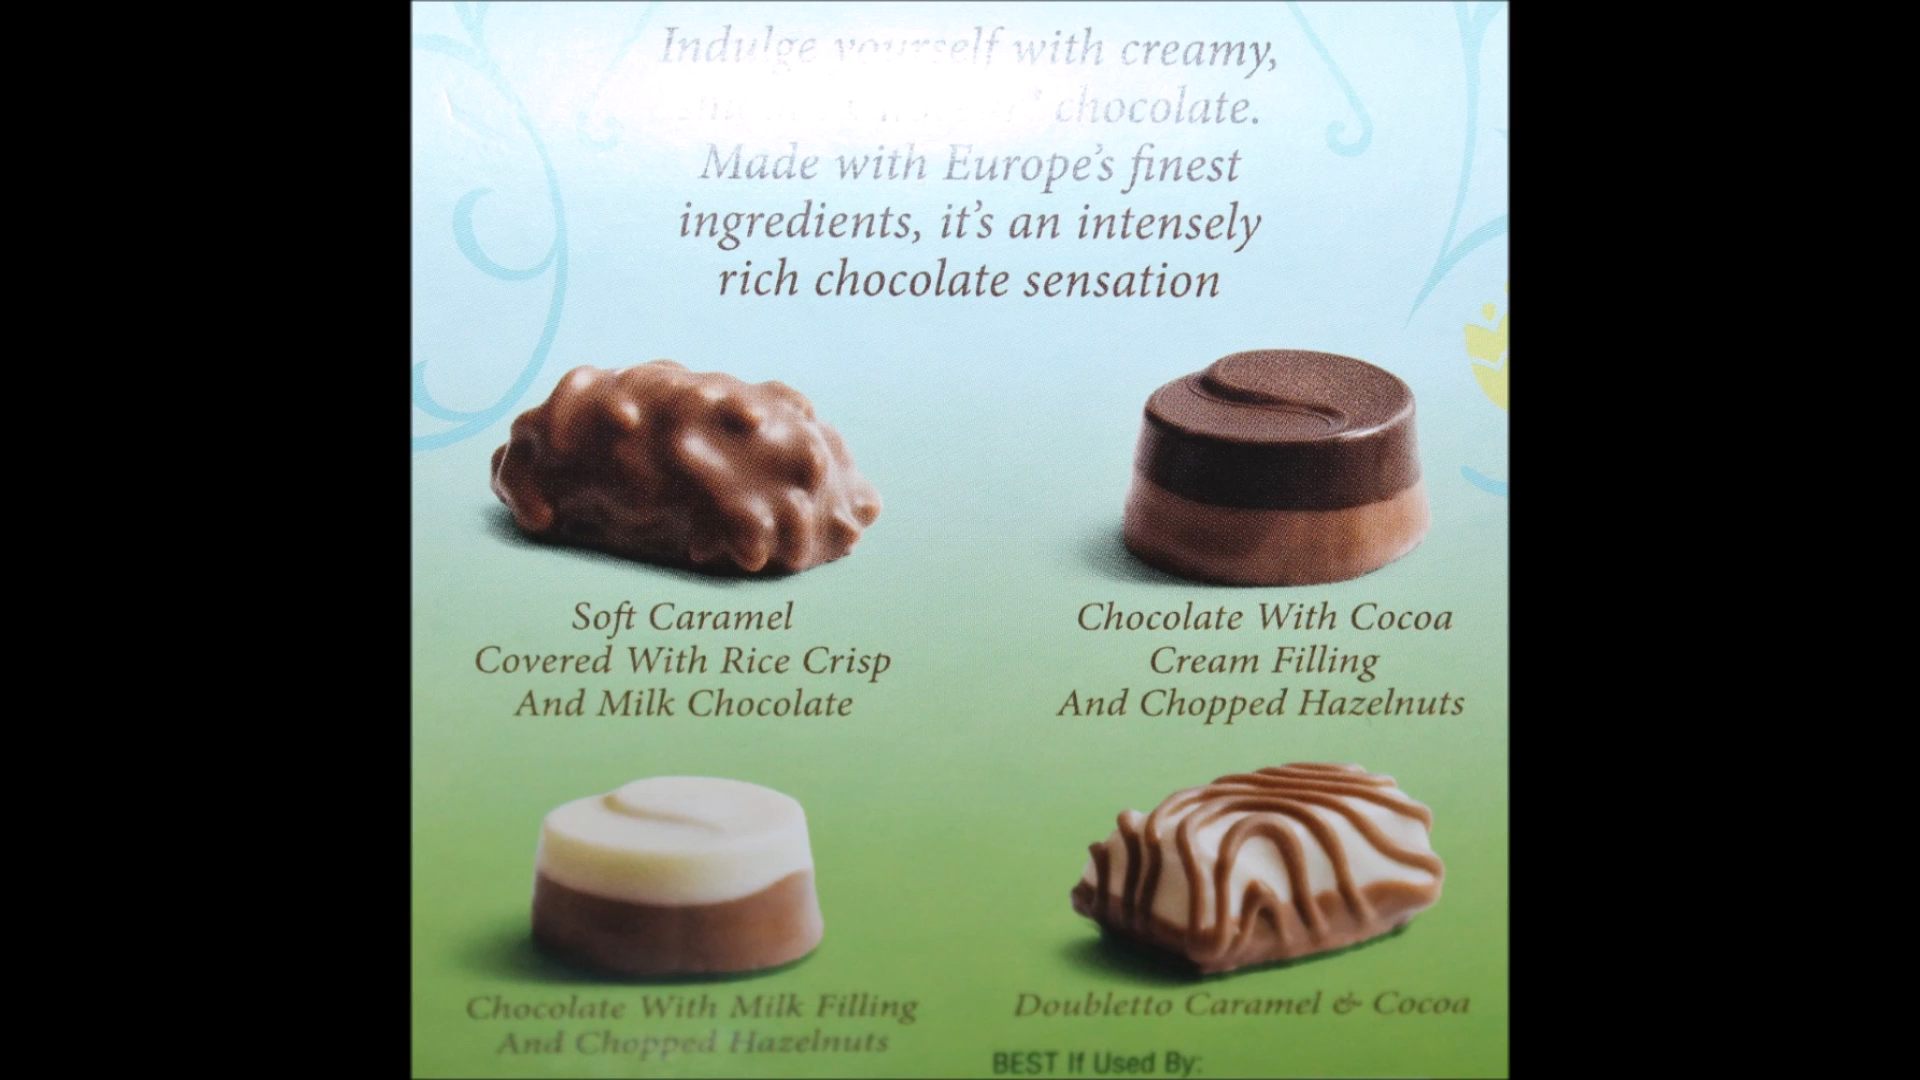 Indulge yourself with creamy,
chocolate.
Made with Europe's finest
ingredients, it's an intensely
rich chocolate sensation
Soft Caramel
Covered With Rice Crisp
And Milk Chocolate
Chocolate With Cocoa
Cream Filling
And Chopped Hazelnuts
Chocolate With Milk Filling
And Chopped Hazelnuts
Doubletto Caramel & Cocoa
BEST If Used By: